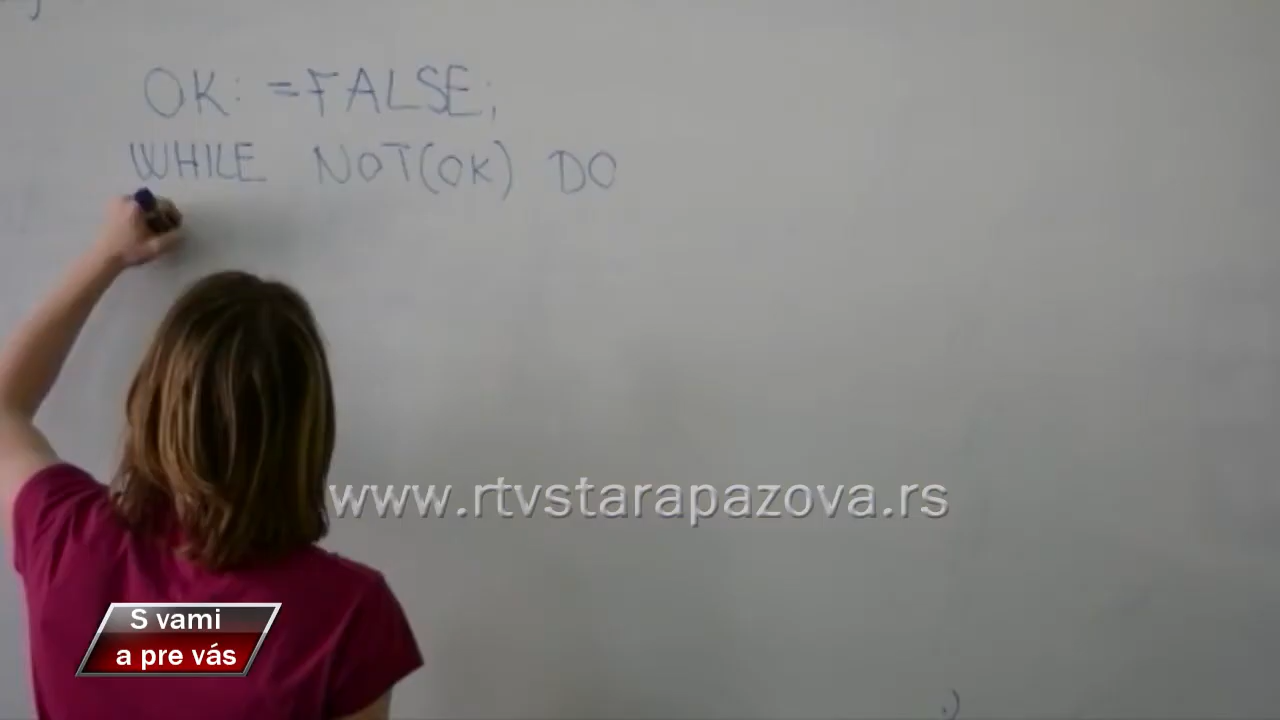 OK: =FALSE;
WHILE NOT(OK) DO
www.rtvstarapazova.rs
S vami
a pre vás